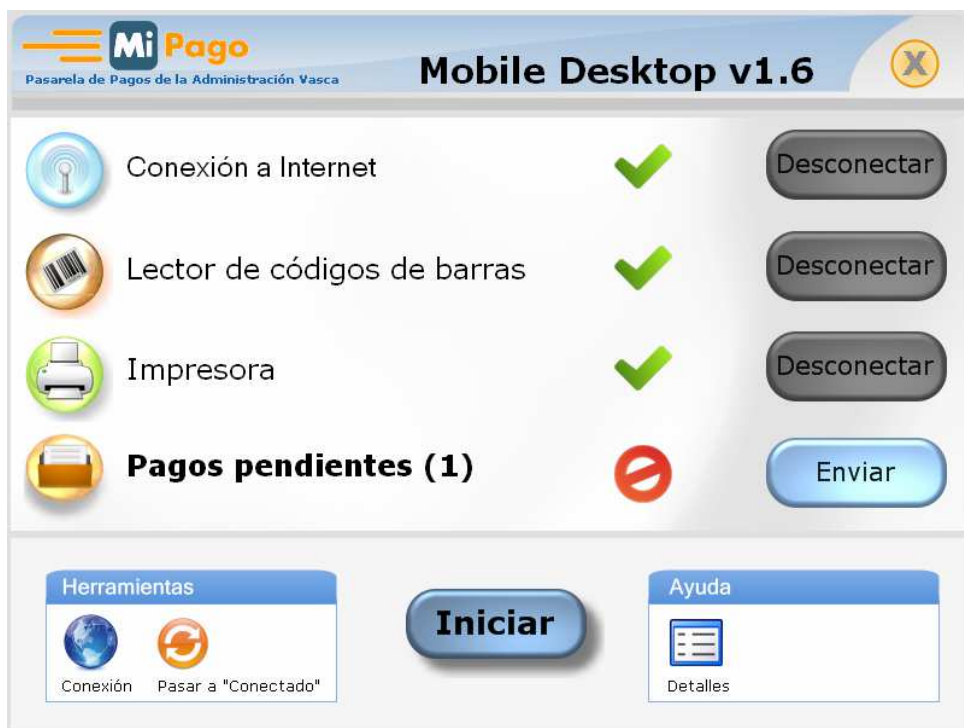 Mi Pago
Pasarela de Pagos de la Administración Vasca
Mobile Desktop v1.6
X
Conexión a Internet
Desconectar
Lector de códigos de barras
Desconectar
Impresora
Desconectar
Pagos pendientes (1)
Enviar
Herramientas
Conexión
Pasar a "Conectado"
Iniciar
Ayuda
Detalles